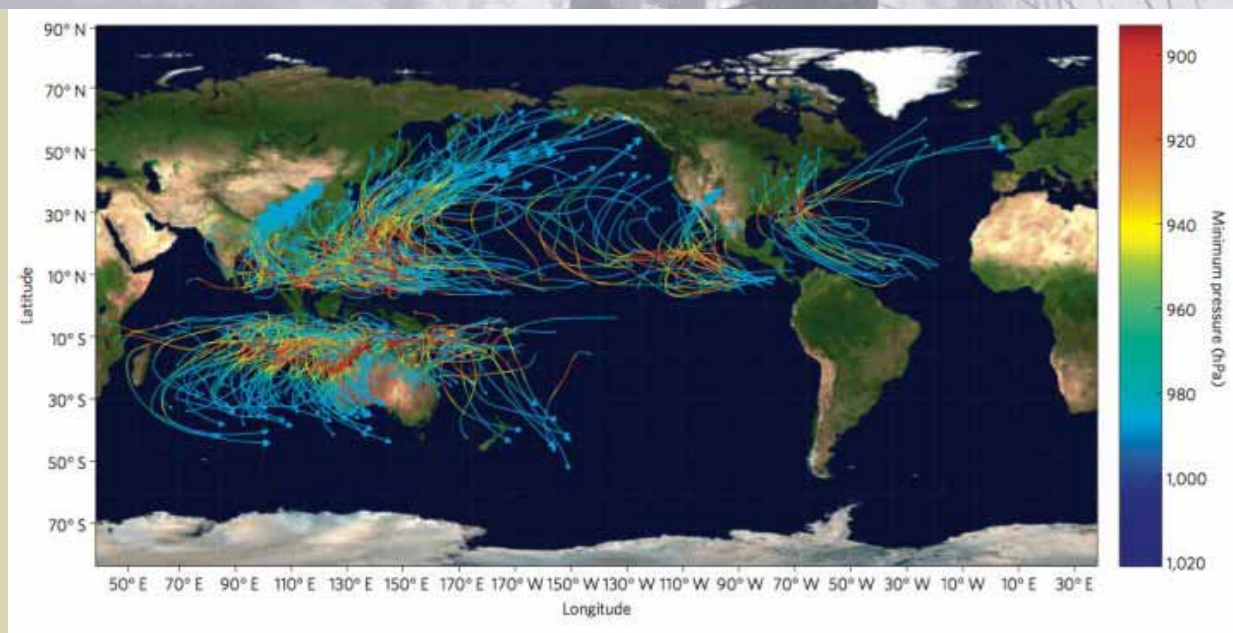 90° N
70° N
50° N
30° N
10° N
10° S
30° S
50° S
70° S
Latitude
50° E 70° E 90° E 110° E 130° E 150° E 170° E 170° W 150° W 130° W 110° W 90° W 70° W 50° W 30° W 10° W 10° E 30° E
Longitude
900
920
940
960
980
1,000
1,020
Minimum pressure (hPa)